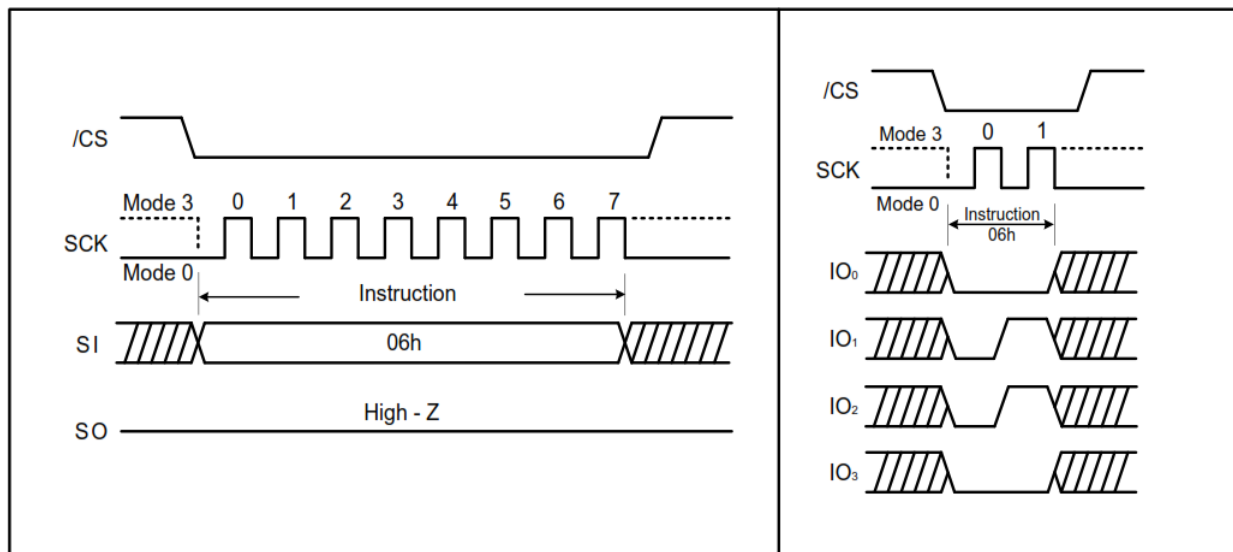 /CS
Mode 3
0 1 2 3 4 5 6 7
SCK
Mode 0
Instruction
SI
06h
High - Z
SO
/CS
Mode 3
0 1
SCK
Mode 0
Instruction
06h
IO₀
IO₁
IO₂
IO₃